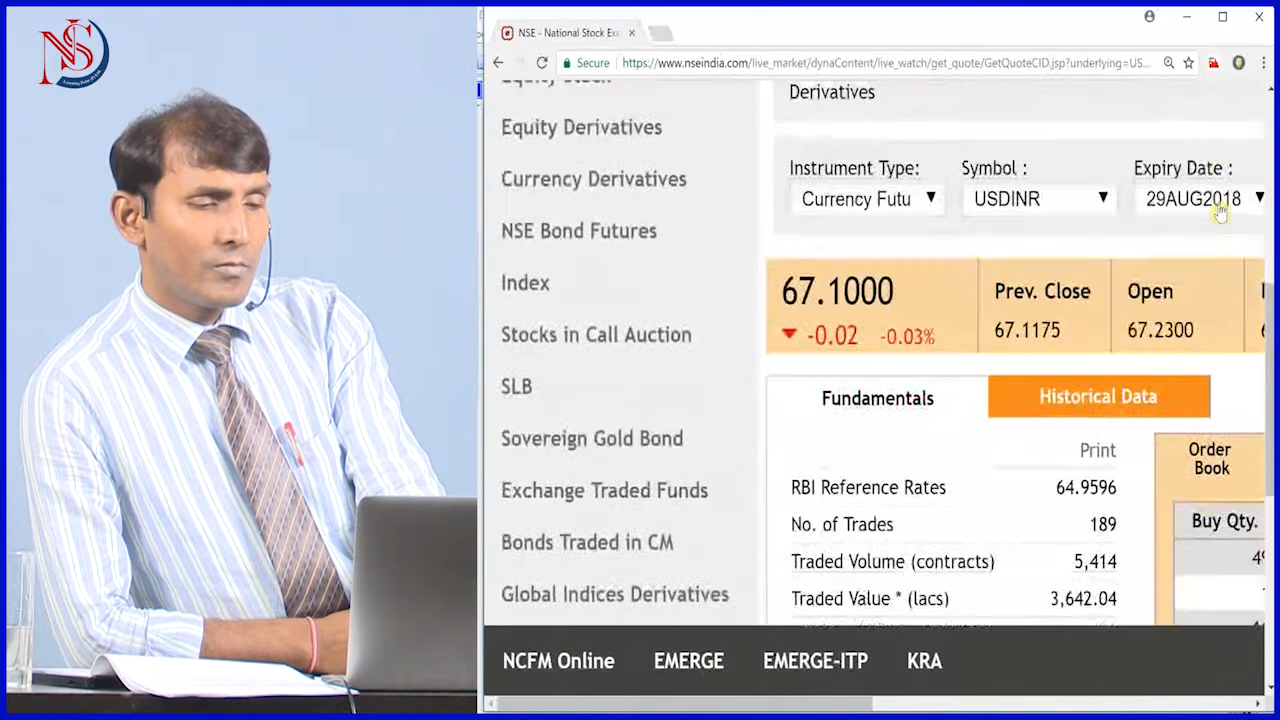 NSE - National Stock Exc
Secure
https://www.nseindia.com/live_market/dynaContent/live_watch/get_quote/GetQuoteCID.jsp?underlying=US...
Equity Stock
Equity Derivatives
Currency Derivatives
NSE Bond Futures
Index
Stocks in Call Auction
SLB
Sovereign Gold Bond
Exchange Traded Funds
Bonds Traded in CM
Global Indices Derivatives
Derivatives
Instrument Type: Symbol : Expiry Date :
Currency Futu USDINR 29AUG2018
67.1000 Prev. Close Open
-0.02 -0.03% 67.1175 67.2300
Fundamentals Historical Data
Print
RBI Reference Rates 64.9596
No. of Trades 189
Traded Volume (contracts) 5,414
Traded Value * (lacs) 3,642.04
Order
Book
Buy Qty.
NCFM Online EMERGE EMERGE-ITP KRA
NS